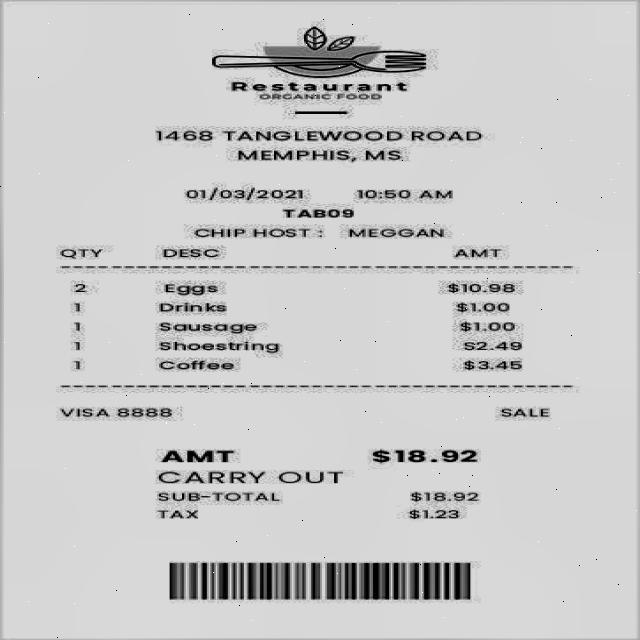 Restaurant
ORGANIC FOOD
1468 TANGLEWOOD ROAD
MEMPHIS, MS
01/03/2021 10:50 AM
TAB09
CHIP HOST : MEGGAN
QTY DESC AMT
2 Eggs $10.98
1 Drinks $1.00
1 Sausage $1.00
1 Shoestring $2.49
1 Coffee $3.45
VISA 8888 SALE
AMT $18.92
CARRY OUT
SUB-TOTAL $18.92
TAX $1.23